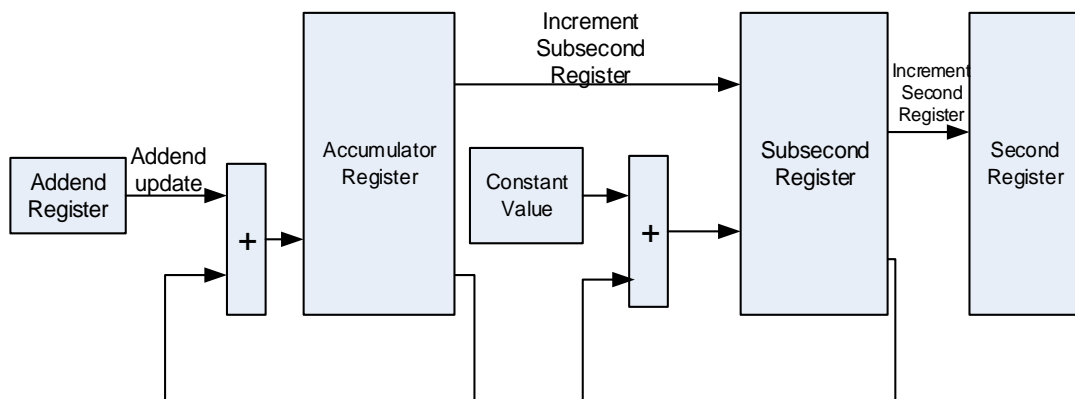 Addend
Register
Addend
update
+
Accumulator
Register
Increment
Subsecond
Register
Constant
Value
+
Subsecond
Register
Increment
Second
Register
Second
Register